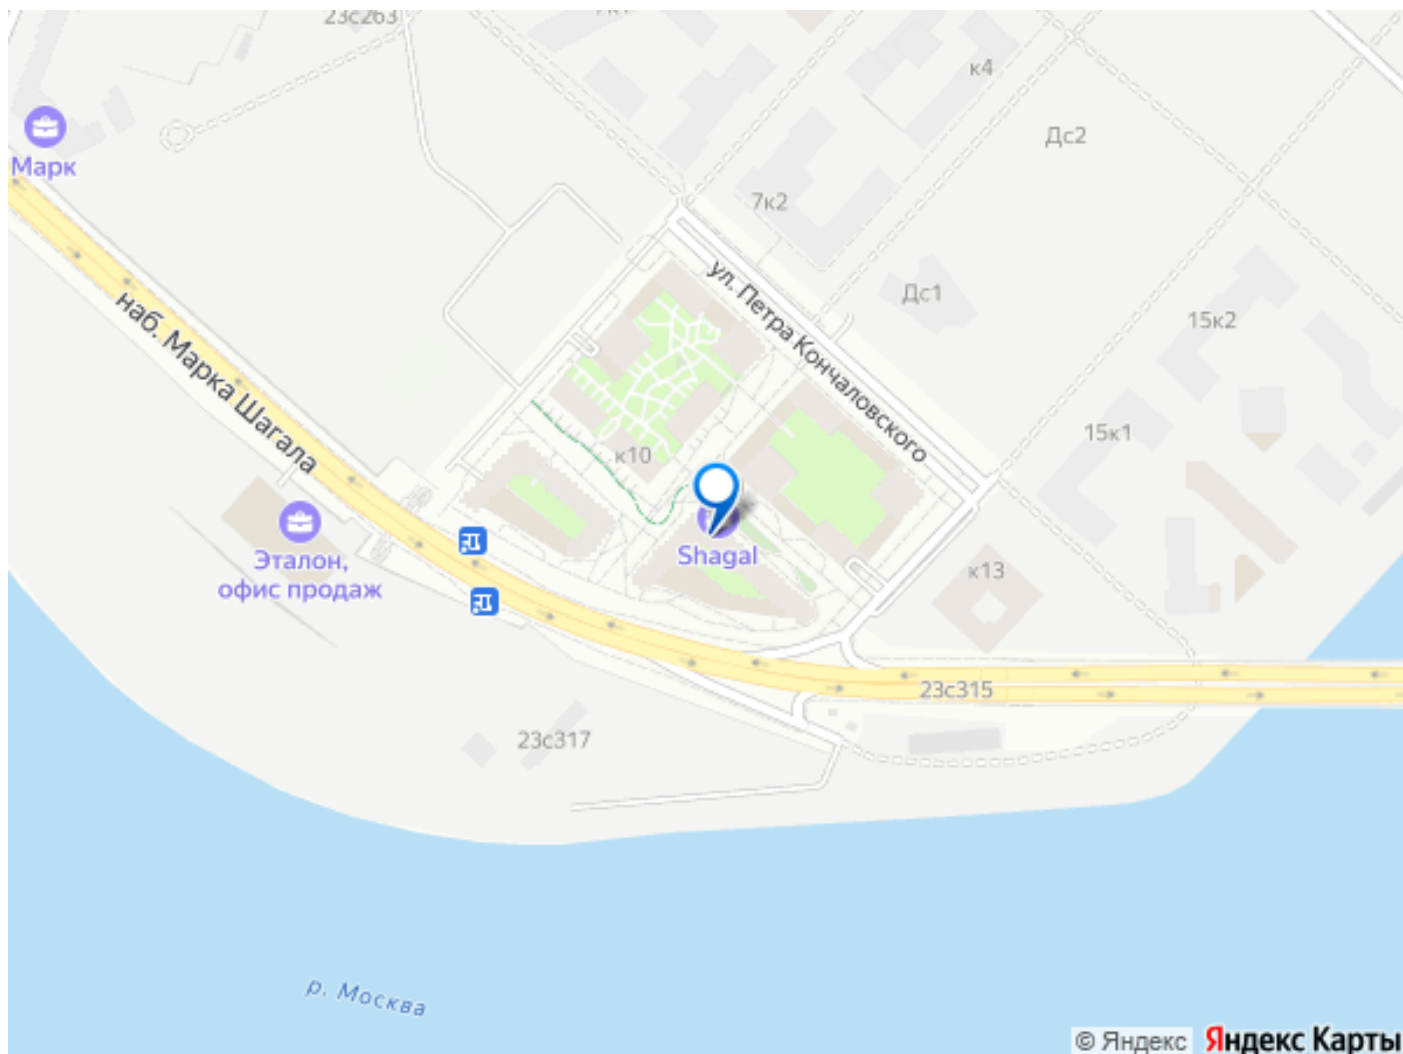 23с263
к4
Марк
Дс2
7к2
ул. Петра Кончаловского
Дс1
15к2
наб. Марка Шагала
15к1
к10
Shagal
Эталон,
офис продаж
к13
23с315
23с317
р. Москва
© Яндекс Яндекс Карты